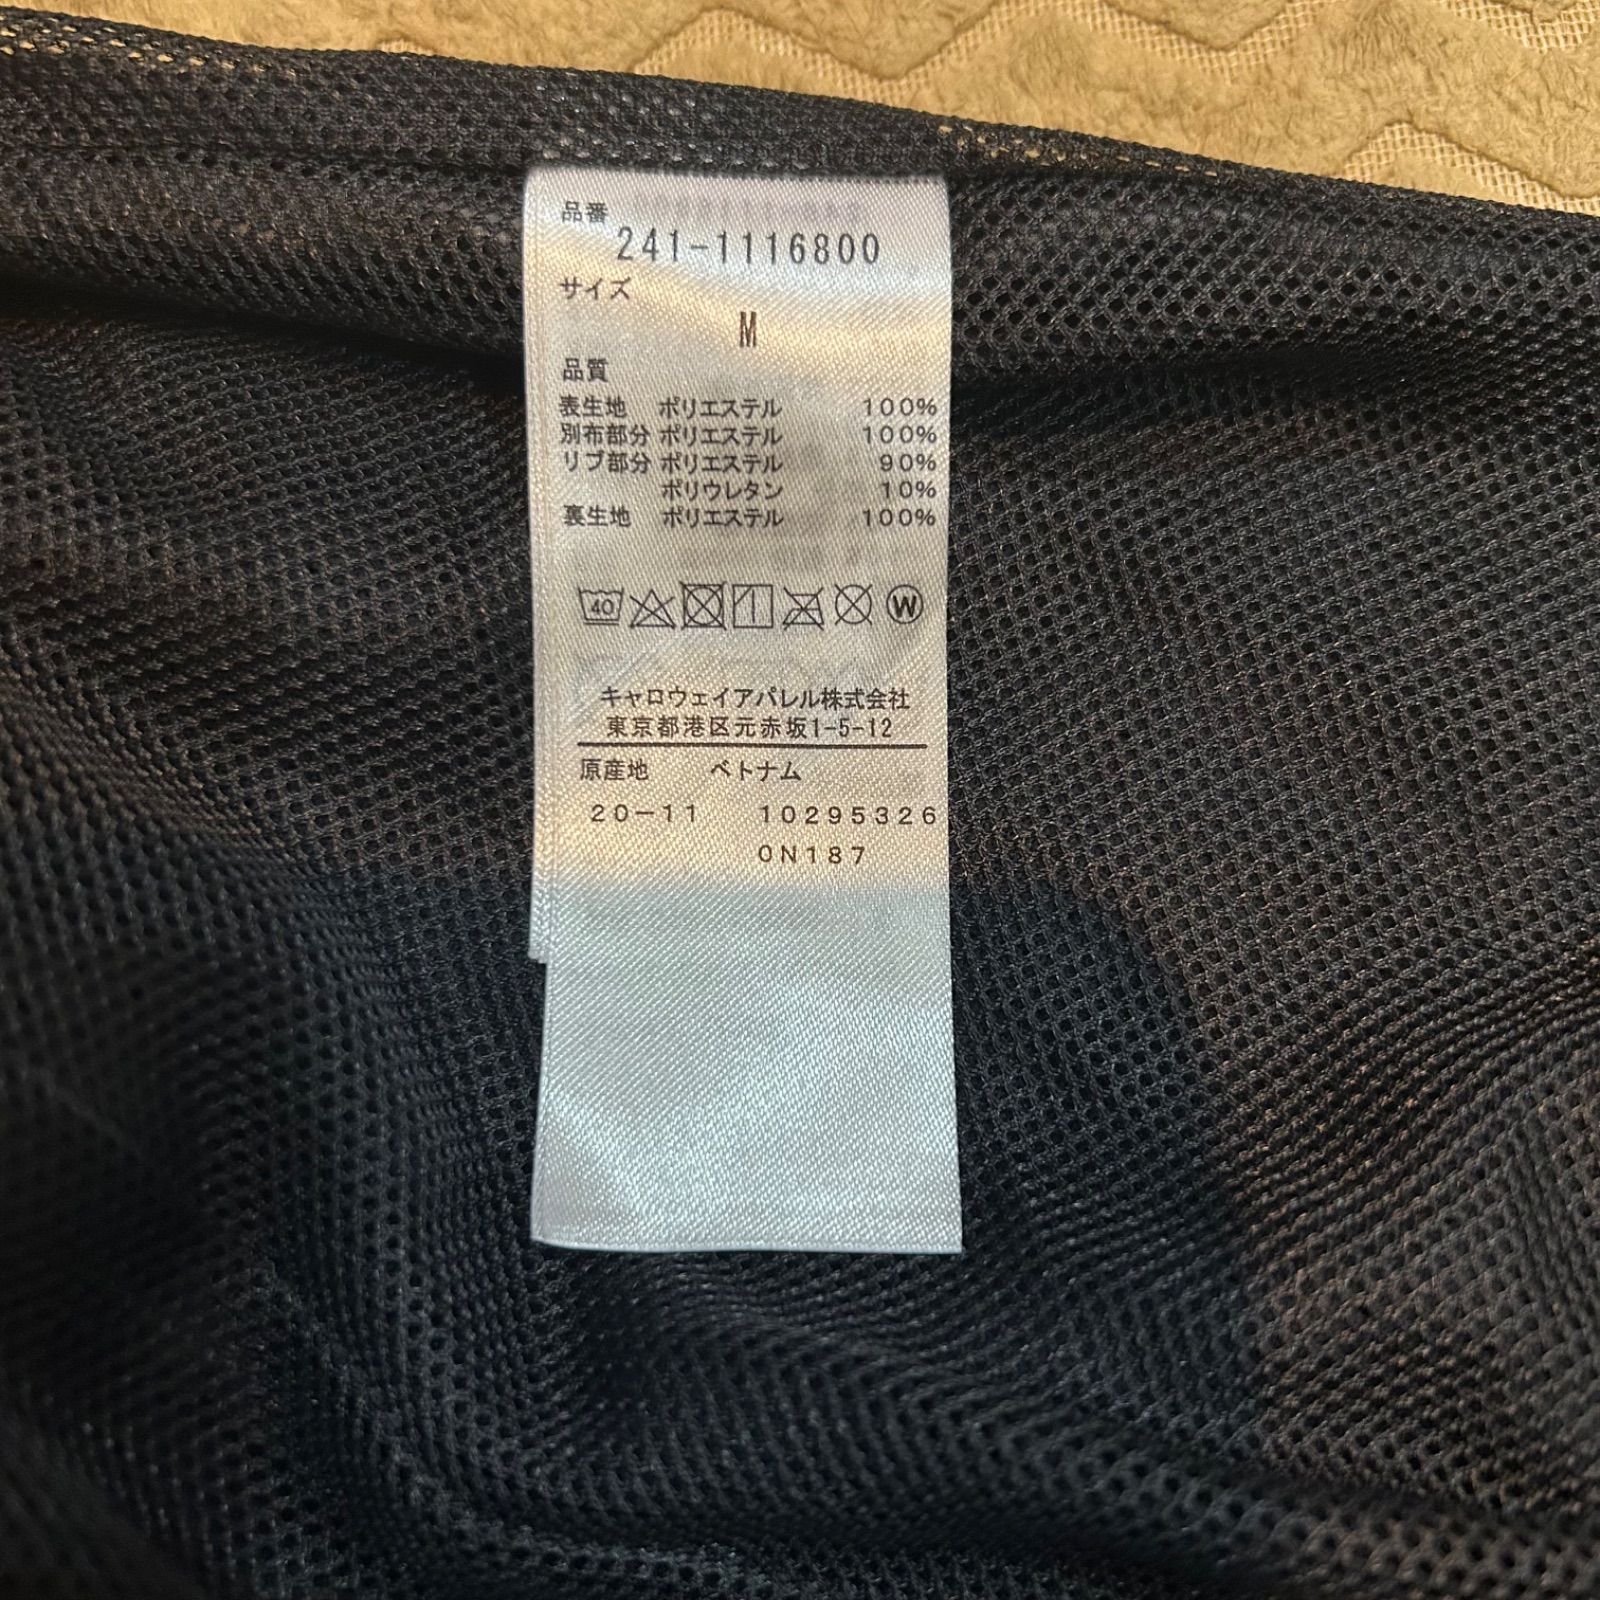 品番
241-1116800
サイズ
M
品質
表生地 ポリエステル 100%
別布部分 ポリエステル 100%
リブ部分 ポリエステル 90%
ポリウレタン 10%
裏生地 ポリエステル 100%
40 W
キャロウェイアパレル株式会社
東京都港区元赤坂1-5-12
原産地 ベトナム
20-11 10295326
0N187